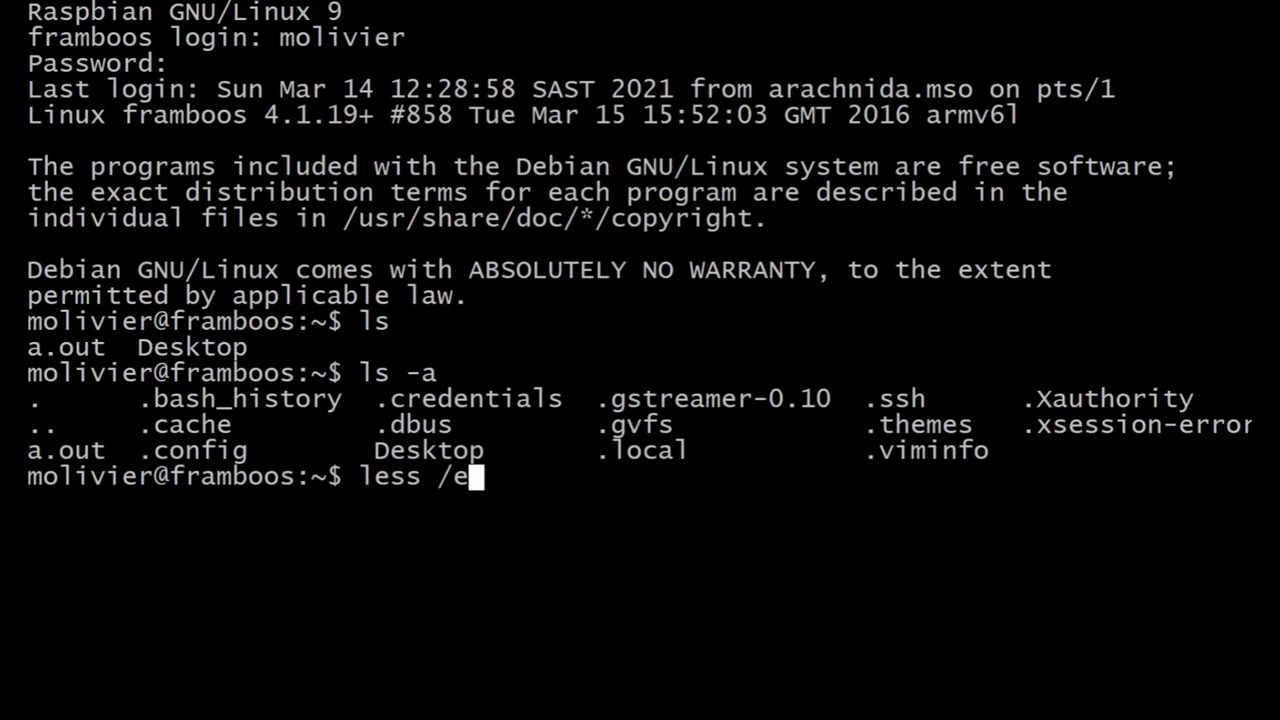 Raspbian GNU/Linux 9
framboos login: molivier
Password:
Last login: Sun Mar 14 12:28:58 SAST 2021 from arachnida.mso on pts/1
Linux framboos 4.1.19+ #858 Tue Mar 15 15:52:03 GMT 2016 armv6l
The programs included with the Debian GNU/Linux system are free software;
the exact distribution terms for each program are described in the
individual files in /usr/share/doc/*/copyright.
Debian GNU/Linux comes with ABSOLUTELY NO WARRANTY, to the extent
permitted by applicable law.
molivier@framboos:~$ ls
a.out  Desktop
molivier@framboos:~$ ls -a
.      .bash_history  .credentials  .gstreamer-0.10  .ssh      .Xauthority
..     .cache         .dbus         .gvfs            .themes   .xsession-error
a.out  .config        Desktop       .local           .viminfo
molivier@framboos:~$ less /e